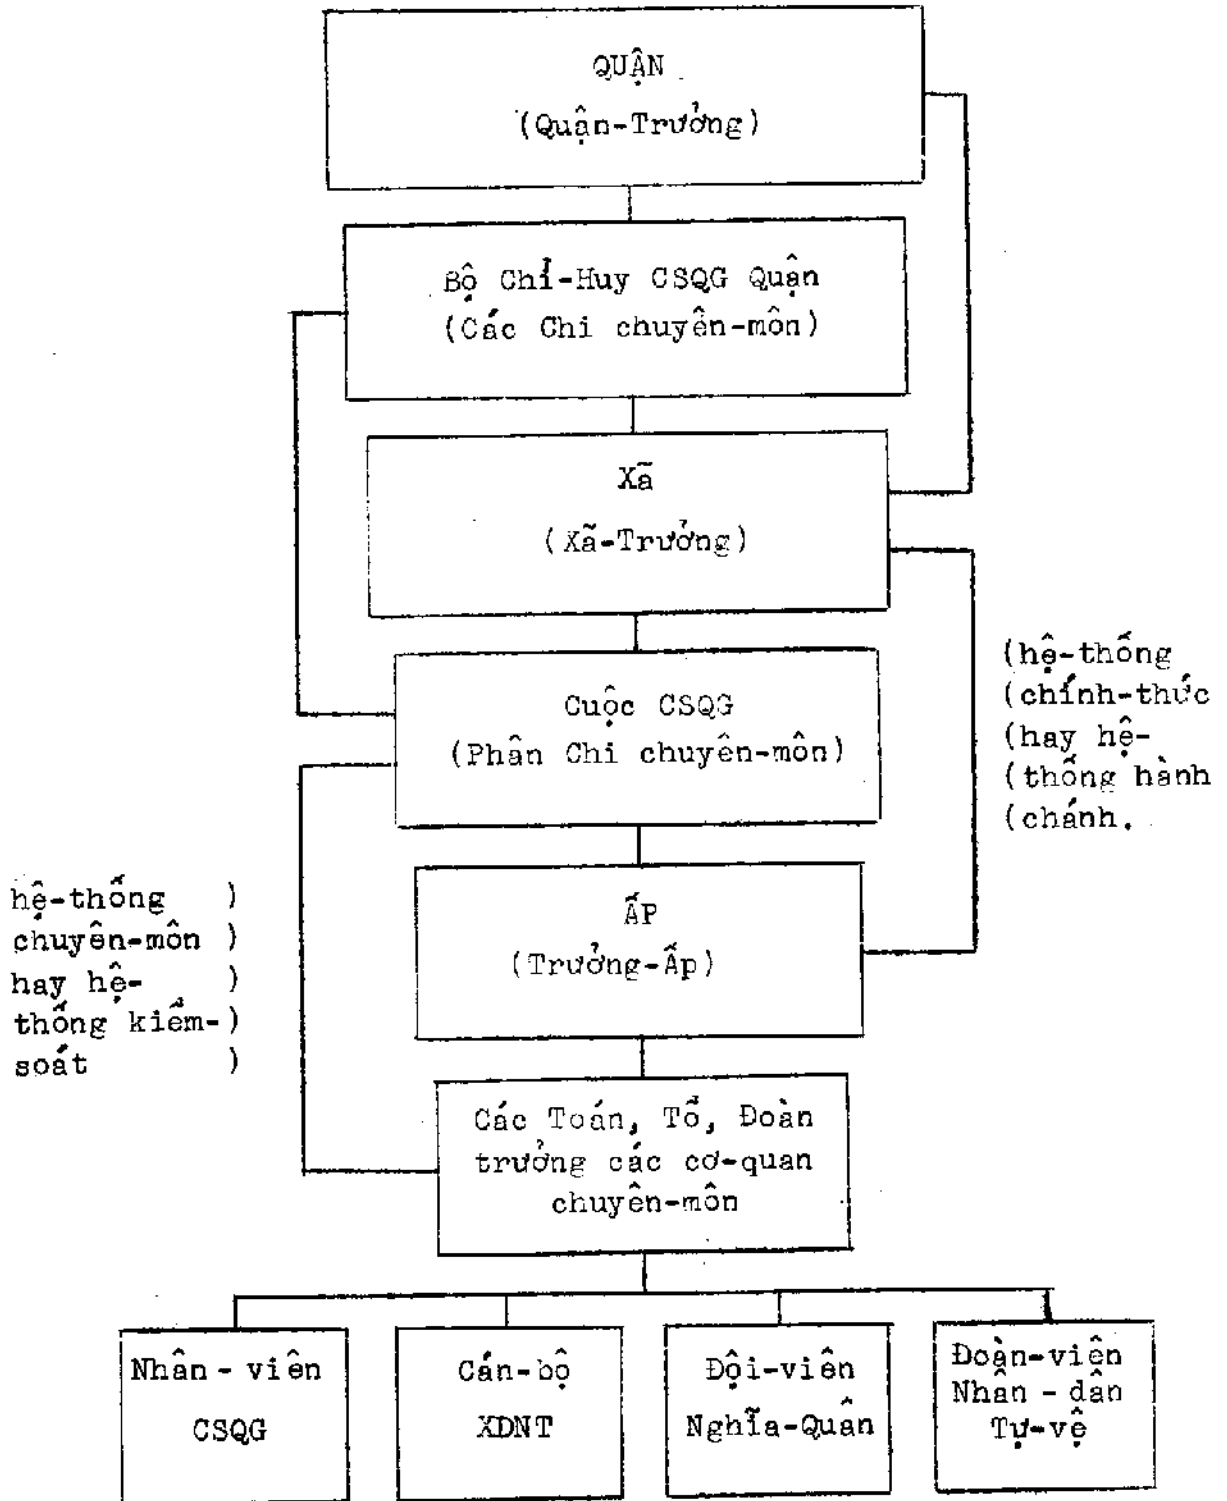 QUẬN
(Quận-Trưởng)
Bộ Chỉ-Huy CSQG Quận
(Các Chi chuyên-môn)
Xã
(Xã-Trưởng)
Cuộc CSQG
(Phân Chi chuyên-môn)
(hệ-thống
(chính-thức
(hay hệ-
(thống hành
(chánh.
ẤP
(Trưởng-Ấp)
hệ-thống )
chuyên-môn )
hay hệ- )
thống kiểm-)
soát )
Các Toán, Tổ, Đoàn
trưởng các cơ-quan
chuyên-môn
Nhân - viên
CSQG
Cán-bộ
XDNT
Đội-viên
Nghĩa-Quân
Đoàn-viên
Nhân - dân
Tự-vệ